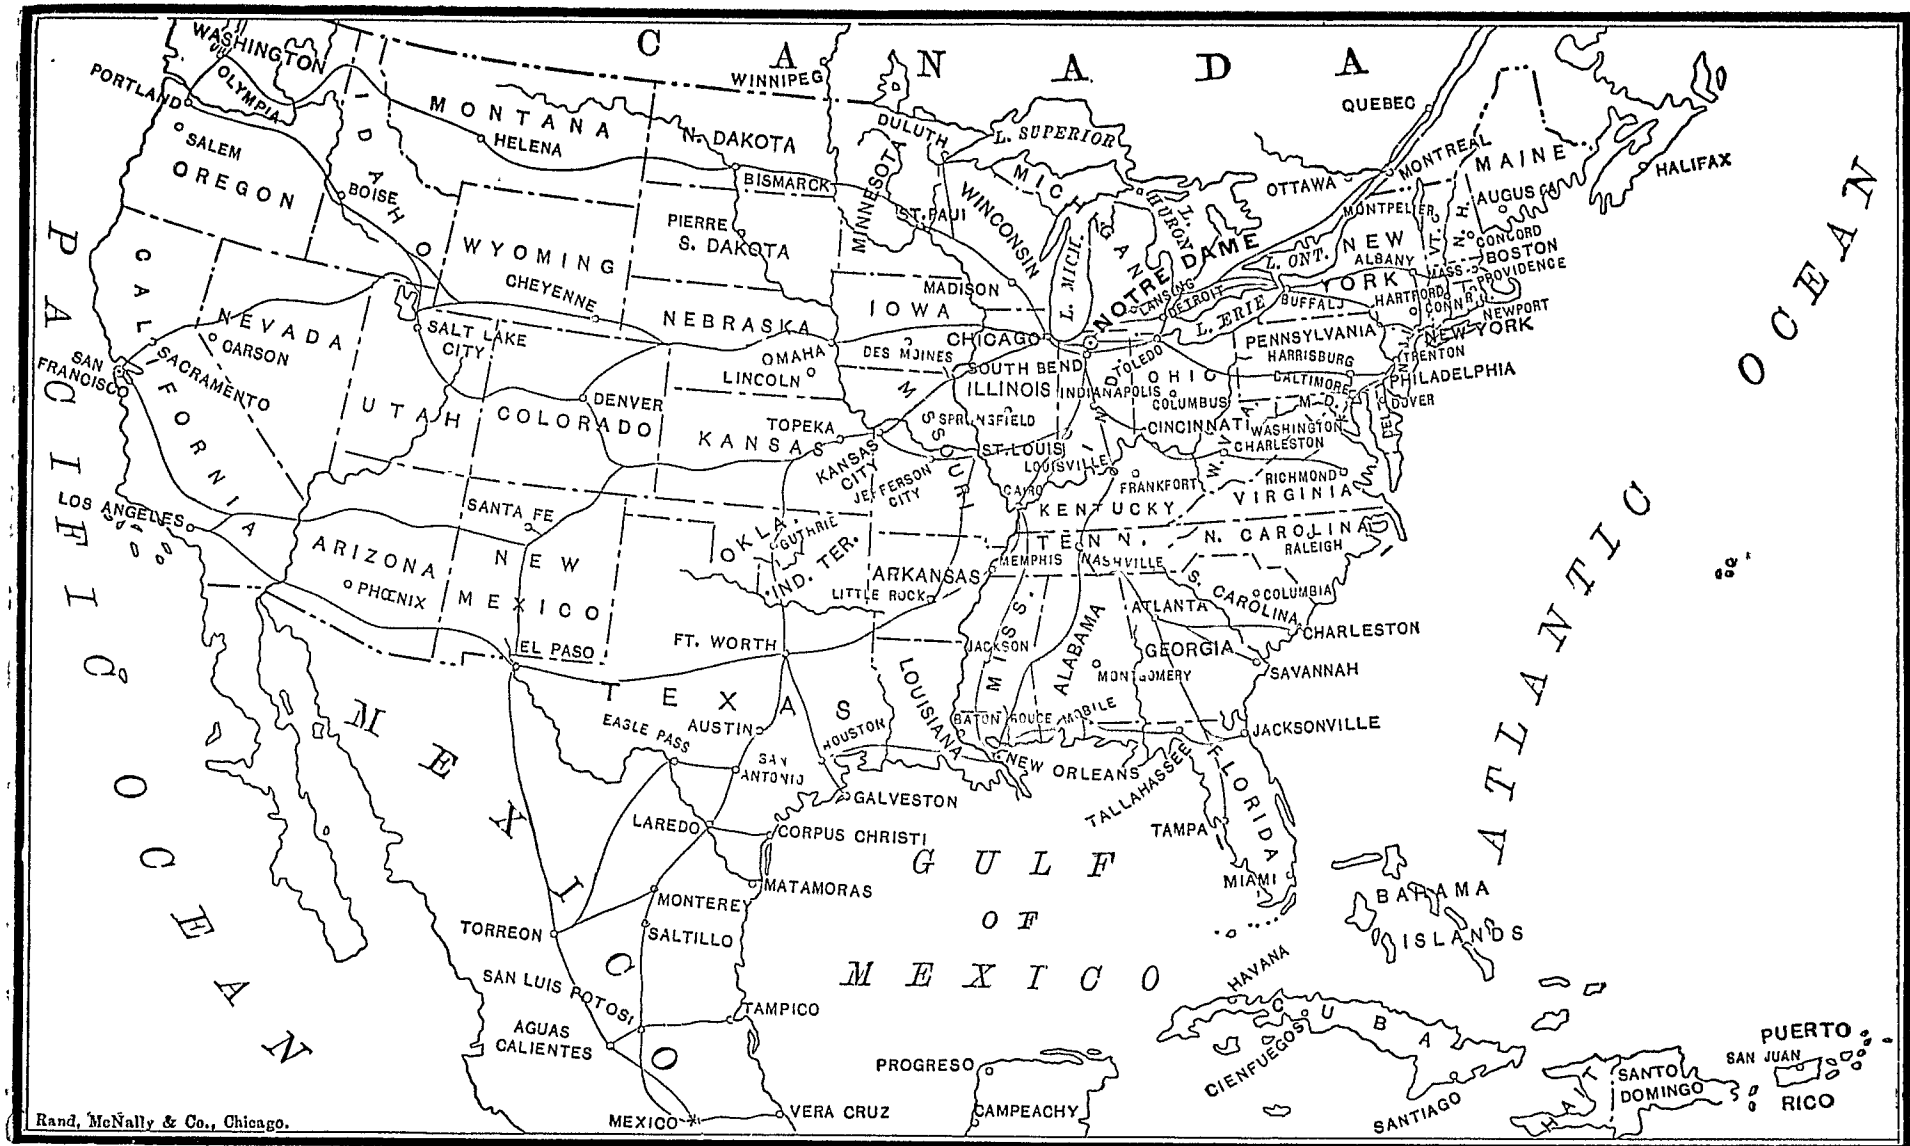 CANADA
WASHINGTON
OLYMPIA
PORTLAND
SALEM
OREGON
IDAHO
BOISE
MONTANA
HELENA
WINNIPEG
N. DAKOTA
BISMARCK
PIERRE
S. DAKOTA
DULUTH
MINNESOTA
ST. PAUL
L. SUPERIOR
WINCONSIN
MICHIGAN
L. HURON
L. MICH.
QUEBEC
OTTAWA
MONTREAL
MAINE
AUGUSTA
HALIFAX
MONTPELIER
VT.
N. H.
CONCORD
BOSTON
MASS.
PROVIDENCE
HARTFORD
CONN.
R. I.
NEWPORT
NEW YORK
ALBANY
L. ONT.
BUFFALO
NEW YORK
NOTRE DAME
LANSING
DETROIT
L. ERIE
PENNSYLVANIA
HARRISBURG
TRENTON
N.J.
PHILADELPHIA
BALTIMORE
M D.
DOVER
DEL.
WASHINGTON
WYOMING
CHEYENNE
NEBRASKA
OMAHA
LINCOLN
IOWA
DES MOINES
MADISON
CHICAGO
SOUTH BEND
TOLEDO
ILLINOIS
SPRINGFIELD
IND.
INDIANAPOLIS
OHIO
COLUMBUS
CINCINNATI
W. VA.
CHARLESTON
RICHMOND
VIRGINIA
CALIFORNIA
NEVADA
CARSON
SACRAMENTO
SAN FRANCISCO
LOS ANGELES
SALT LAKE CITY
UTAH
COLORADO
DENVER
KANSAS
TOPEKA
KANSAS CITY
JEFFERSON CITY
MISSOURI
ST. LOUIS
LOUISVILLE
CAIRO
FRANKFORT
KENTUCKY
TENN.
MEMPHIS
NASHVILLE
N. CAROLINA
RALEIGH
S. CAROLINA
COLUMBIA
CHARLESTON
ARIZONA
PHŒNIX
SANTA FE
NEW MEXICO
EL PASO
OKLA.
GUTHRIE
IND. TER.
ARKANSAS
LITTLE ROCK
FT. WORTH
TEXAS
AUSTIN
EAGLE PASS
SAN ANTONIO
HOUSTON
GALVESTON
LAREDO
CORPUS CHRISTI
LOUISIANA
BATON ROUGE
NEW ORLEANS
MISS.
JACKSON
ALABAMA
MONTGOMERY
MOBILE
ATLANTA
GEORGIA
SAVANNAH
JACKSONVILLE
TALLAHASSEE
FLORIDA
TAMPA
MIAMI
MEXICO
MATAMORAS
MONTEREY
SALTILLO
TORREON
SAN LUIS POTOSI
TAMPICO
AGUAS CALIENTES
MEXICO
VERA CRUZ
PROGRESO
CAMPEACHY
GULF
OF
MEXICO
BAHAMA
ISLANDS
HAVANA
CUBA
CIENFUEGOS
SANTIAGO
HAITI
SANTO DOMINGO
SAN JUAN
PUERTO RICO
PACIFIC OCEAN
ATLANTIC OCEAN
Rand, McNally & Co., Chicago.